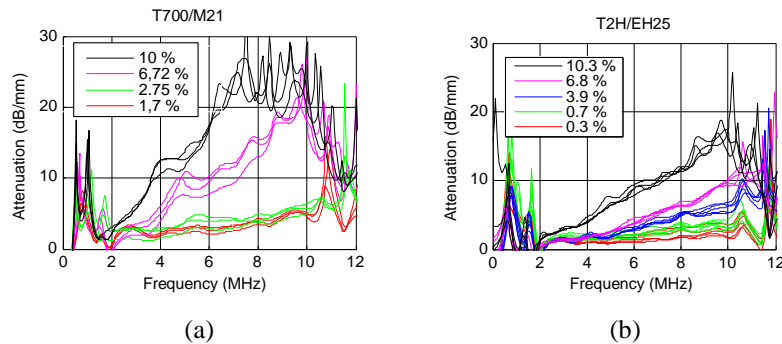 T700/M21
30
20
10
0
Attenuation (dB/mm)
10 %
6,72 %
2.75 %
1,7 %
0 2 4 6 8 10 12
Frequency (MHz)
(a)
T2H/EH25
30
20
10
0
Attenuation (dB/mm)
10.3 %
6.8 %
3.9 %
0.7 %
0.3 %
0 2 4 6 8 10 12
Frequency (MHz)
(b)